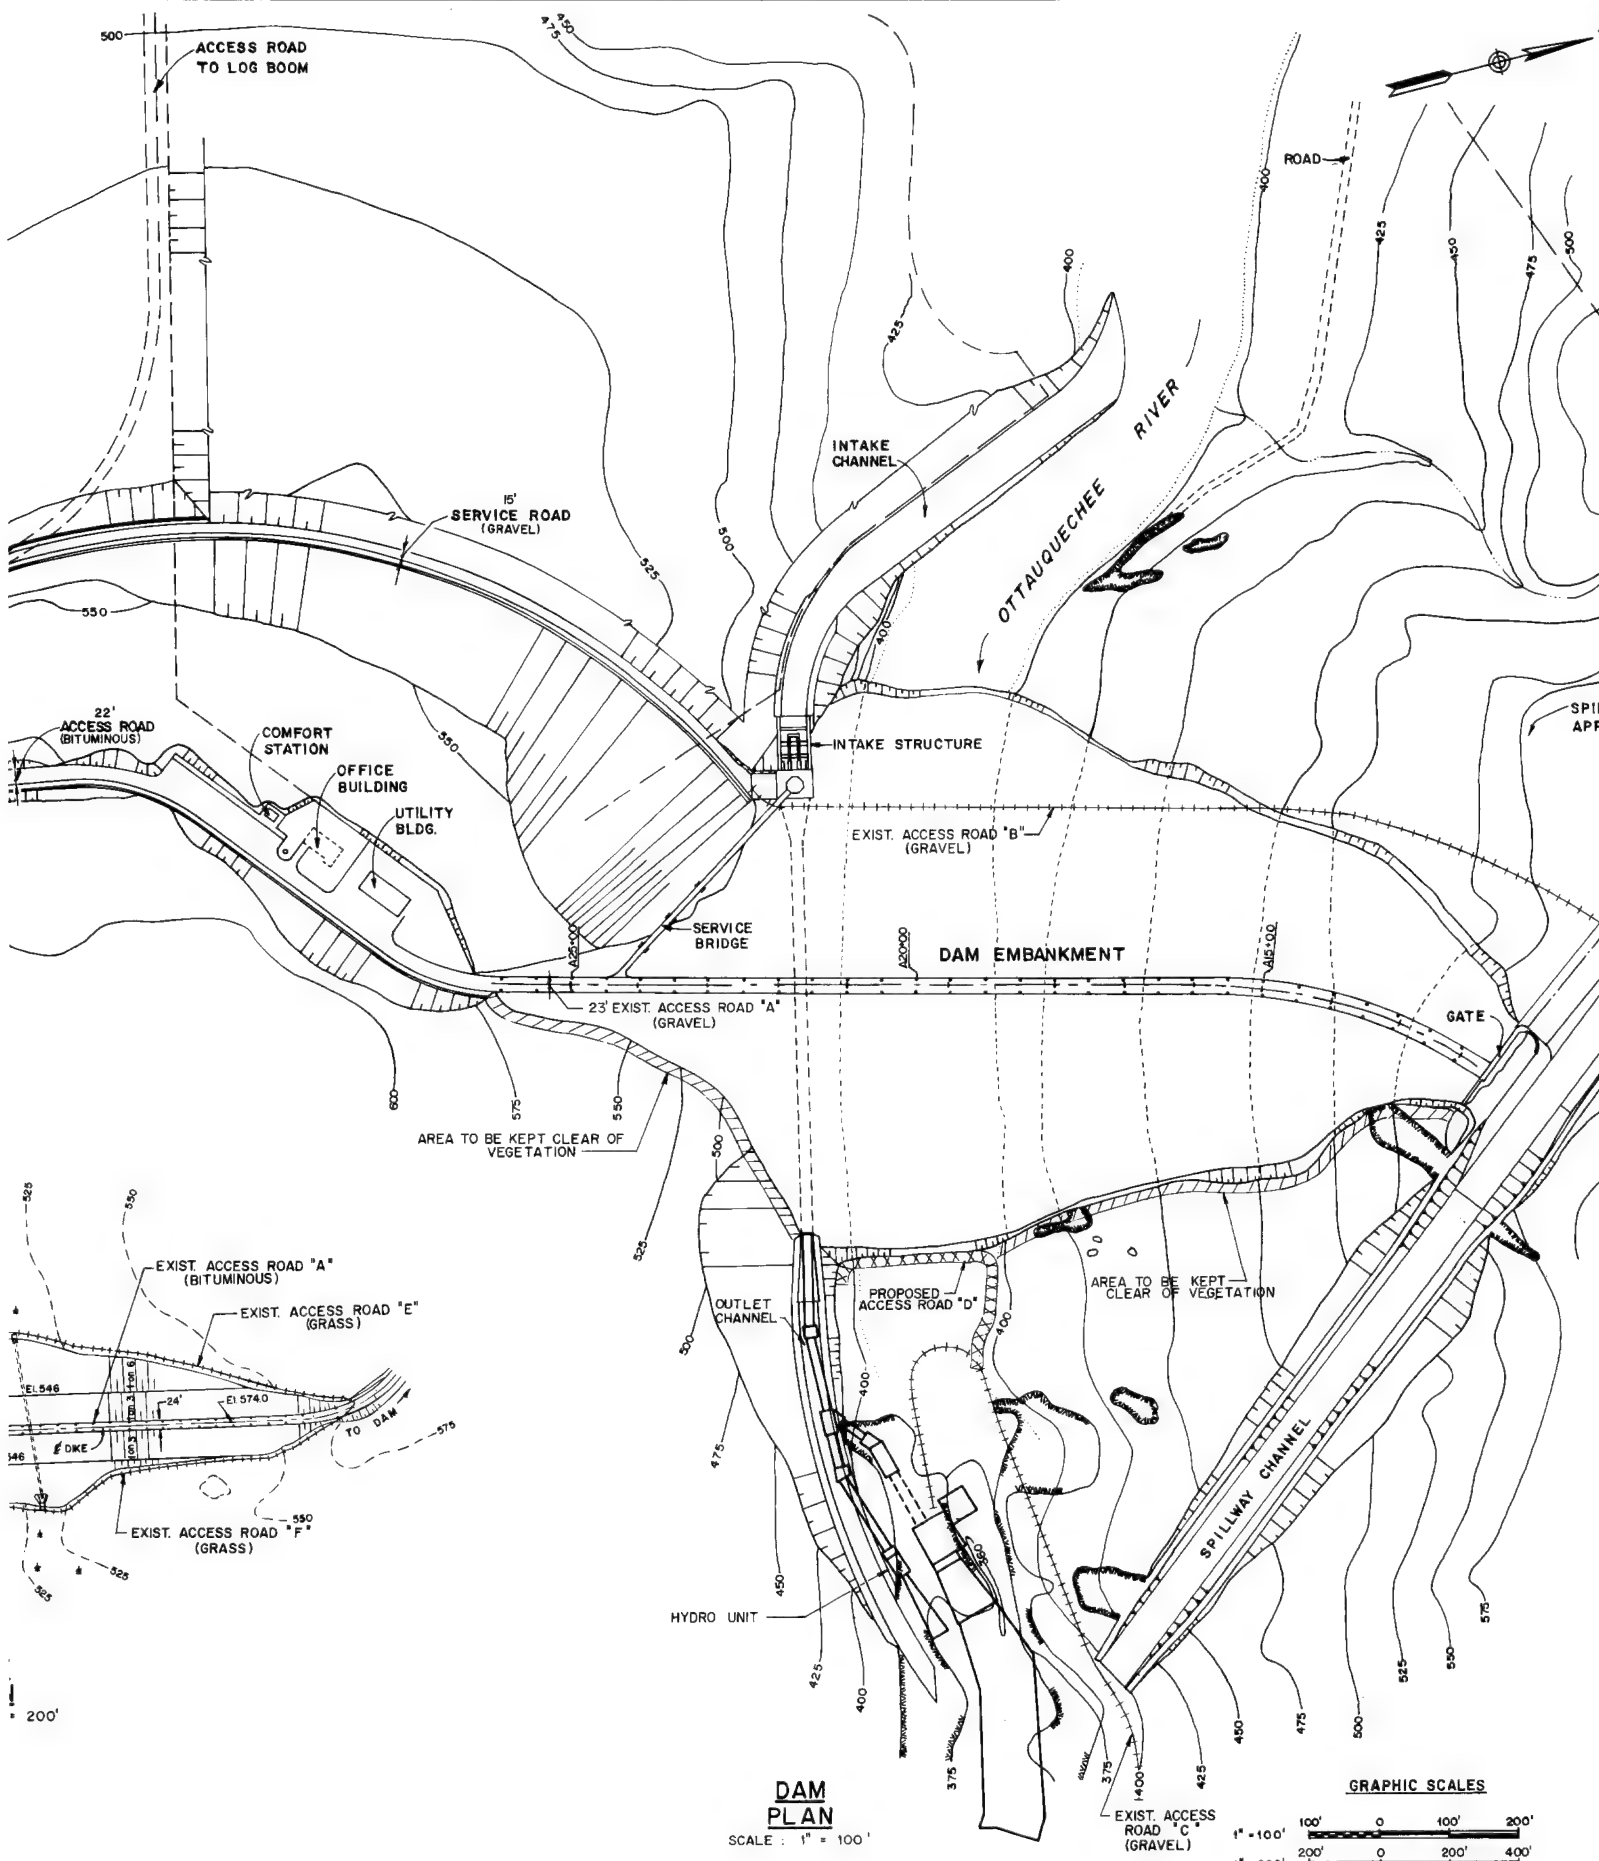 500
ACCESS ROAD
TO LOG BOOM
450
475
ROAD
400
425
450
475
500
400
425
RIVER
OTTAUQUECHEE
INTAKE
CHANNEL
15'
SERVICE ROAD
(GRAVEL)
500
525
400
550
550
22'
ACCESS ROAD
(BITUMINOUS)
COMFORT
STATION
OFFICE
BUILDING
UTILITY
BLDG.
INTAKE STRUCTURE
EXIST. ACCESS ROAD "B"
(GRAVEL)
SERVICE
BRIDGE
A25+00
A20+00
A15+00
DAM EMBANKMENT
23' EXIST. ACCESS ROAD "A"
(GRAVEL)
GATE
600
575
550
AREA TO BE KEPT CLEAR OF
VEGETATION
500
525
525
550
EXIST. ACCESS ROAD "A"
(BITUMINOUS)
EXIST. ACCESS ROAD "E"
(GRASS)
EL546
24'
EL574.0
TO DAM
DIKE
575
546
550
EXIST. ACCESS ROAD "F"
(GRASS)
525
525
= 200'
OUTLET
CHANNEL
PROPOSED
ACCESS ROAD "D"
AREA TO BE KEPT
CLEAR OF VEGETATION
400
400
500
475
450
425
400
360
HYDRO UNIT
SPILLWAY CHANNEL
375
375
400
425
450
475
500
525
550
575
DAM
PLAN
SCALE : 1" = 100'
EXIST. ACCESS
ROAD "C"
(GRAVEL)
GRAPHIC SCALES
1" = 100'
100' 0 100' 200'
200' 0 200' 400'